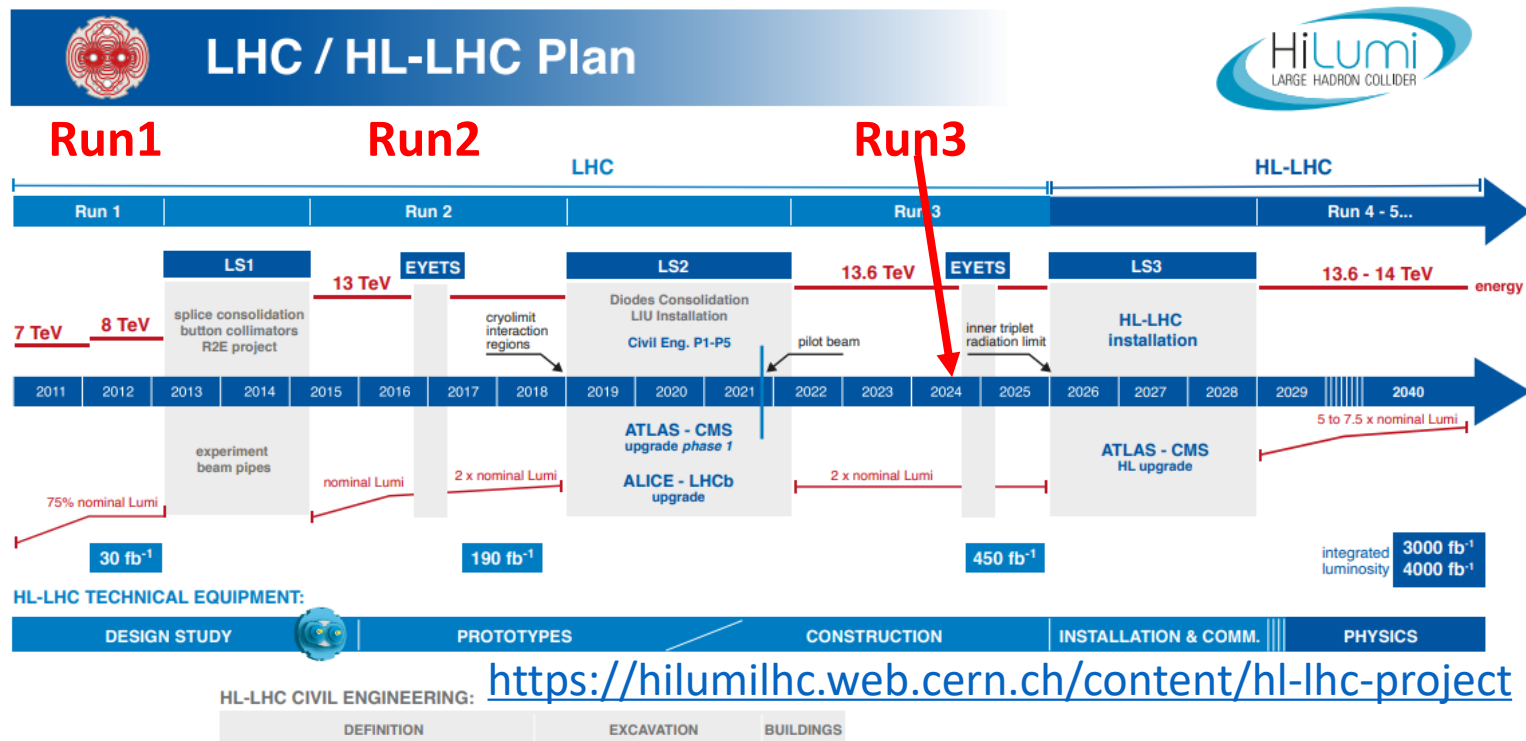 LHC / HL-LHC Plan
HiLumi
LARGE HADRON COLLIDER
Run1
Run2
Run3
LHC
HL-LHC
Run 1
Run 2
Run 3
Run 4 - 5...
LS1
EYETS
LS2
EYETS
LS3
13 TeV
13.6 TeV
13.6 - 14 TeV
energy
7 TeV
8 TeV
splice consolidation
button collimators
R2E project
cryolimit
interaction
regions
Diodes Consolidation
LIU Installation
Civil Eng. P1-P5
pilot beam
inner triplet
radiation limit
HL-LHC
installation
2011 2012 2013 2014 2015 2016 2017 2018 2019 2020 2021 2022 2023 2024 2025 2026 2027 2028 2029 2040
experiment
beam pipes
ATLAS - CMS
upgrade phase 1
ALICE - LHCb
upgrade
ATLAS - CMS
HL upgrade
5 to 7.5 x nominal Lumi
75% nominal Lumi
nominal Lumi
2 x nominal Lumi
2 x nominal Lumi
30 fb⁻¹
190 fb⁻¹
450 fb⁻¹
integrated
luminosity
3000 fb⁻¹
4000 fb⁻¹
HL-LHC TECHNICAL EQUIPMENT:
DESIGN STUDY
PROTOTYPES
CONSTRUCTION
INSTALLATION & COMM.
PHYSICS
https://hilumilhc.web.cern.ch/content/hl-lhc-project
HL-LHC CIVIL ENGINEERING:
DEFINITION
EXCAVATION
BUILDINGS